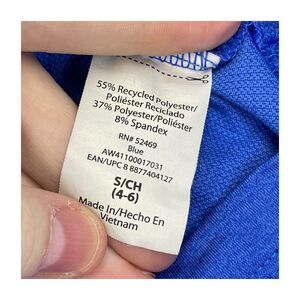 55% Recycled Polyester/
Poliéster Reciclado
37% Polyester/Poliéster
8% Spandex
RN# 52469
Blue
AW41100017031
EAN/UPC 8 8877404127
S/CH
(4-6)
Made In/Hecho En
Vietnam